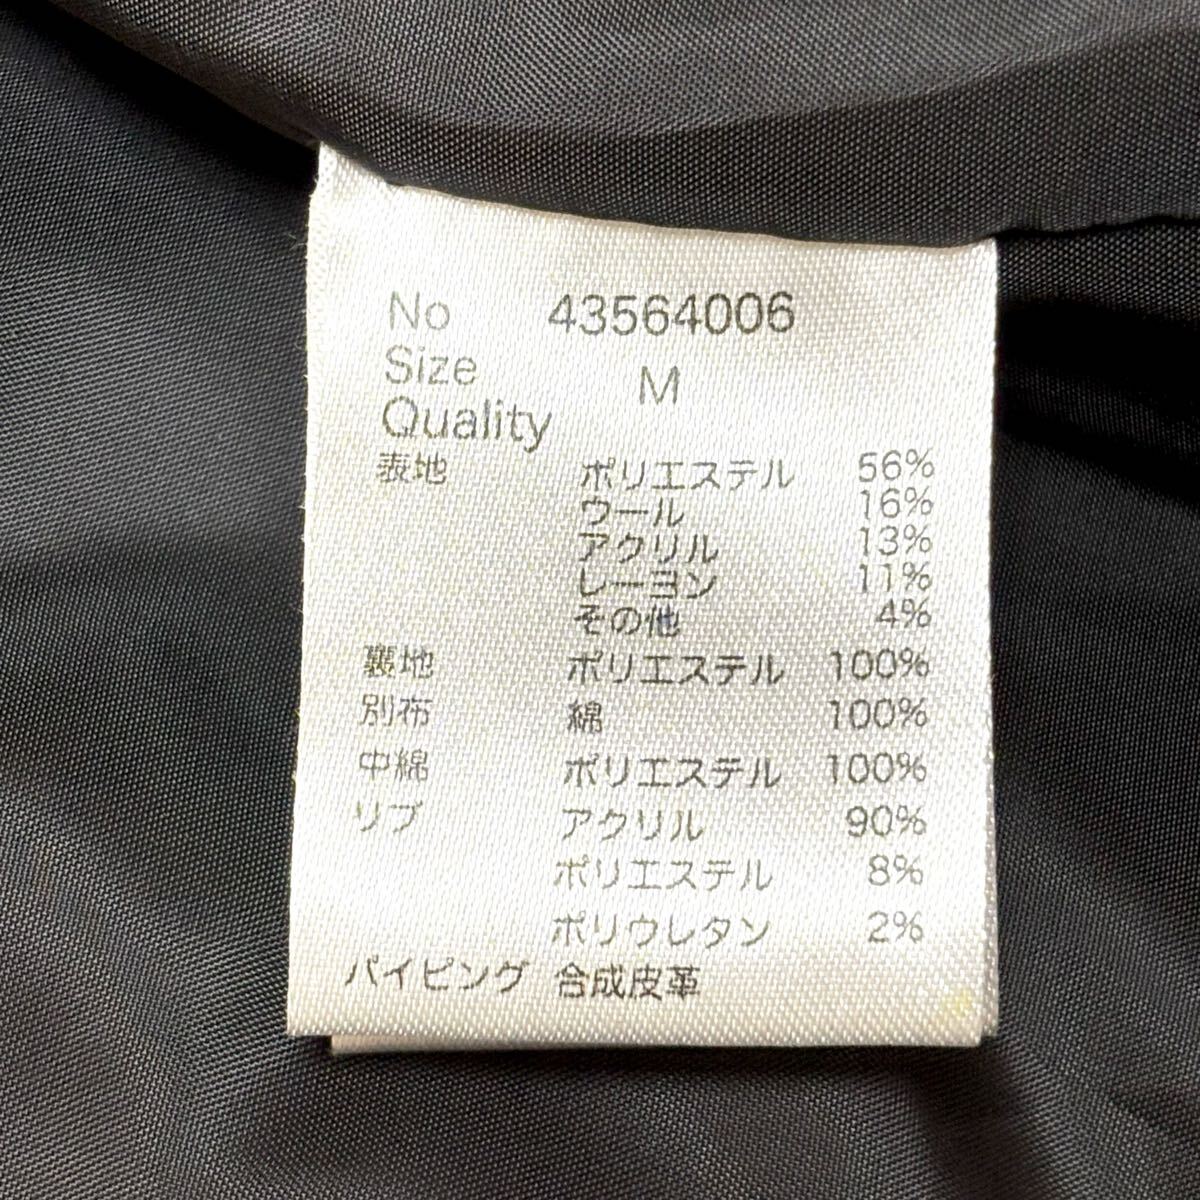 No 43564006
Size M
Quality
表地 ポリエステル 56%
ウール 16%
アクリル 13%
レーヨン 11%
その他 4%
裏地 ポリエステル 100%
別布 綿 100%
中綿 ポリエステル 100%
リブ アクリル 90%
ポリエステル 8%
ポリウレタン 2%
パイピング 合成皮革